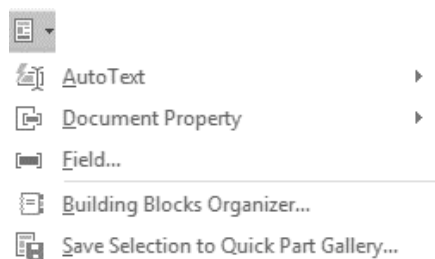 AutoText
Document Property
Field...
Building Blocks Organizer...
Save Selection to Quick Part Gallery...